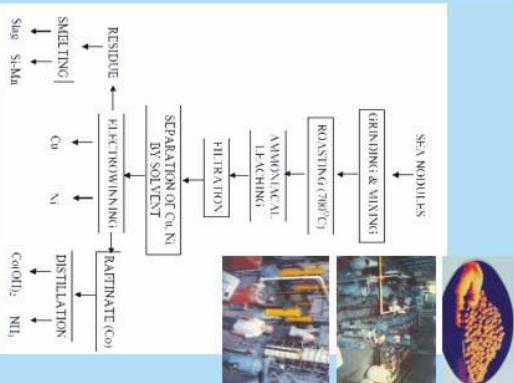 SEA NODULES
GRINDING & MIXING
ROASTING (700°C)
AMMONIACAL
LEACHING
FILTRATION
SEPARATION OF Cu, Ni
BY SOLVENT
ELECTROWINNING
RESIDUE
RAFFINATE (Co)
Cu
Ni
SMELTING
DISTILLATION
Slag
Si-Mn
Co(OH)₂